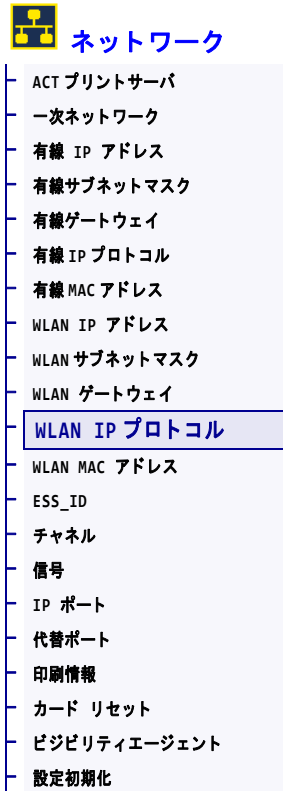 ネットワーク
ACT プリントサーバ
一次ネットワーク
有線 IP アドレス
有線サブネットマスク
有線ゲートウェイ
有線 IP プロトコル
有線 MAC アドレス
WLAN IP アドレス
WLAN サブネットマスク
WLAN ゲートウェイ
WLAN IP プロトコル
WLAN MAC アドレス
ESS_ID
チャネル
信号
IP ポート
代替ポート
印刷情報
カード リセット
ビジビリティエージェント
設定初期化